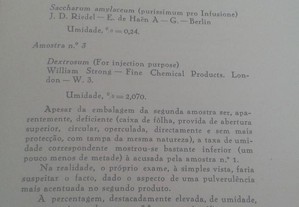 Saccharum amylaceum (purissimum pro Infusione)
J. D. Riedel — E. de Haën A — G. — Berlin
Umidade, % = 0,34.
Amostra n.º 3
Dextrosum (For injection purpose)
William Strong — Fine Chemical Products. Lon-
don — W. 3.
Umidade, % = 2,070.
Apesar da embalagem da segunda amostra ser, apa-
rentemente, deficiente (caixa de fôlha, provida de abertura
superior, circular, operculada, directamente e sem mais
protecção, com tampa da mesma natureza), a taxa de umi-
dade correspondente mostrou-se bastante inferior (um
pouco menos de metade) à acusada pela amostra n.º 1.
Na realidade, o próprio exame, à simples vista, faria
suspeitar o facto, dado o aspecto de pulverulência
mais acentuada no segundo produto.
A percentagem, destacadamente elevada, de umidade,